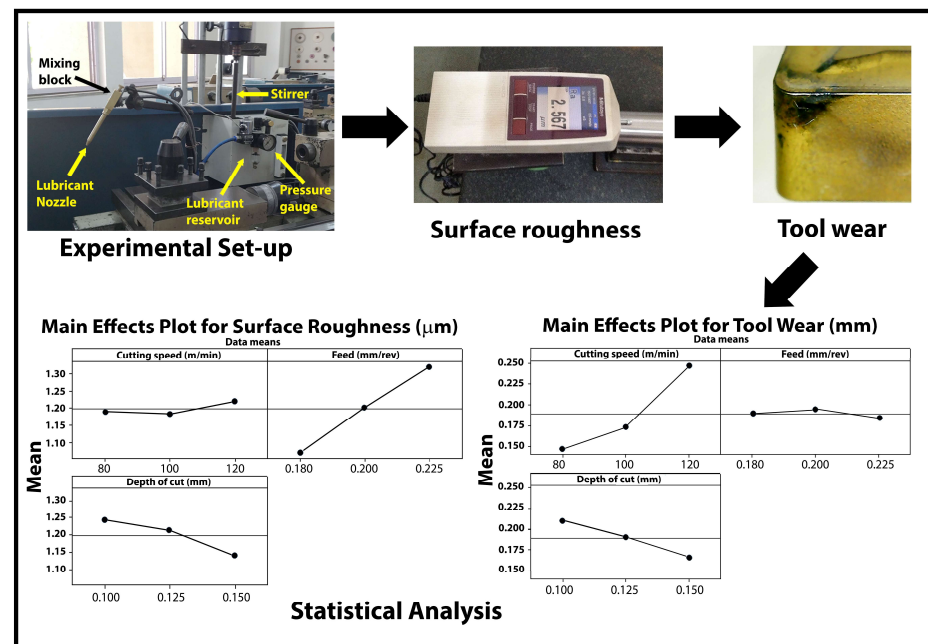 Mixing
block
Stirrer
Lubricant
Nozzle
Lubricant
reservoir
Pressure
gauge
Experimental Set-up
2.567
μm
Surface roughness
Tool wear
Main Effects Plot for Surface Roughness (μm)
Data means
Cutting speed (m/min)
Feed (mm/rev)
1.30
1.25
1.20
1.10
80
100
120
0.180
0.200
0.225
Mean
Depth of cut (mm)
1.30
1.25
1.20
1.10
0.100
0.125
0.150
Main Effects Plot for Tool Wear (mm)
Data means
Cutting speed (m/min)
Feed (mm/rev)
0.250
0.225
0.200
0.175
0.150
80
100
120
0.180
0.200
0.225
Mean
Depth of cut (mm)
0.250
0.225
0.200
0.175
0.150
0.100
0.125
0.150
Statistical Analysis